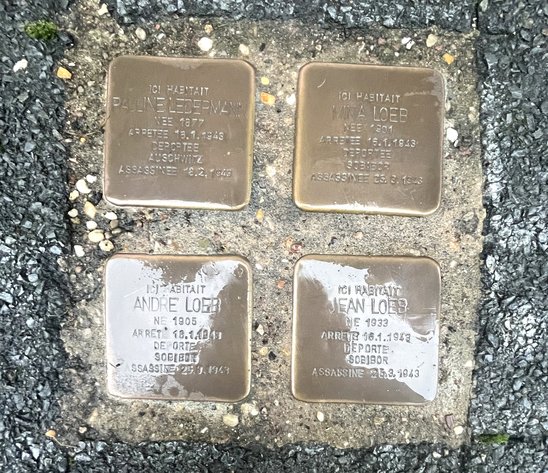 ICI HABITAIT
PAULINE LEDERMANN
NEE 1877
ARRETEE 16.1.1943
DEPORTEE
AUSCHWITZ
ASSASSINEE 18.2.1943
ICI HABITAIT
MINA LOEB
NEE 1901
ARRETEE 16.1.1943
DEPORTEE
SOBIBOR
ASSASSINEE 25.3.1943
ICI HABITAIT
ANDRE LOEB
NE 1905
ARRETE 16.1.1943
DEPORTE
SOBIBOR
ASSASSINE 25.3.1943
ICI HABITAIT
JEAN LOEB
NE 1933
ARRETE 16.1.1943
DEPORTE
SOBIBOR
ASSASSINE 25.3.1943